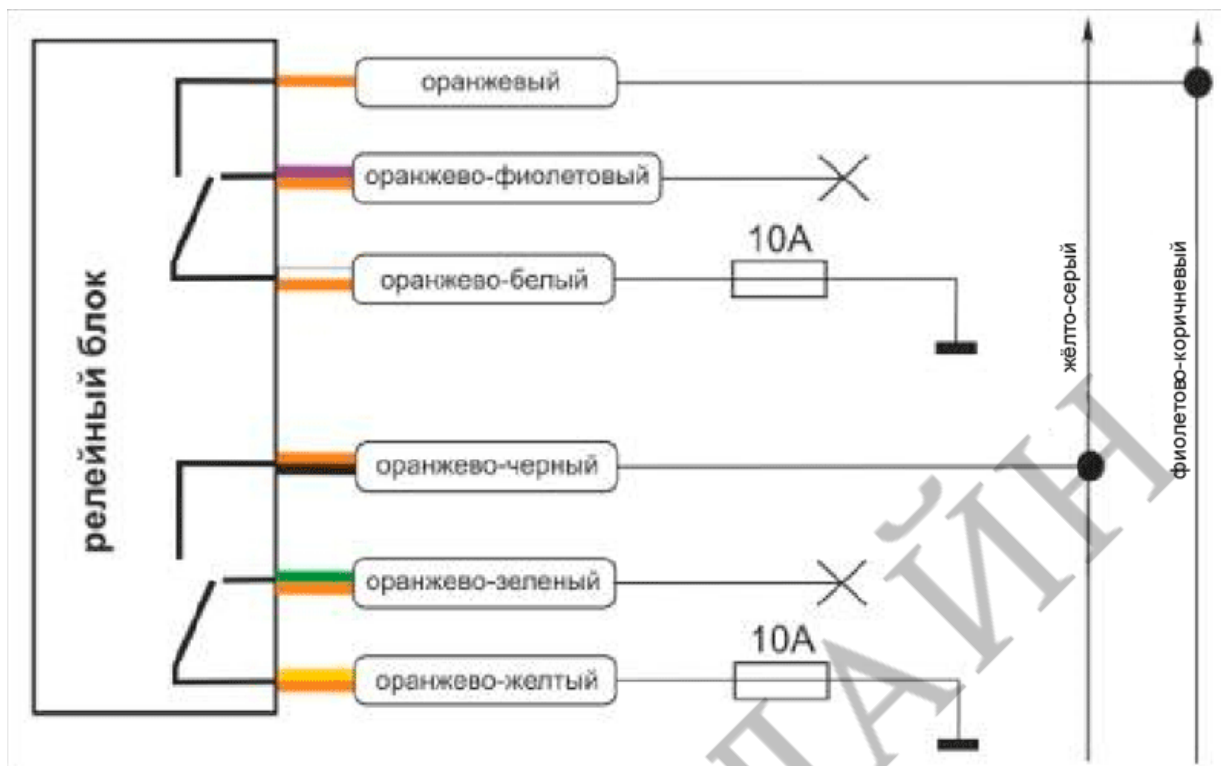 релейный блок
оранжевый
оранжево-фиолетовый
10А
оранжево-белый
жёлто-серый
фиолетово-коричневый
оранжево-черный
оранжево-зеленый
10А
оранжево-желтый
ЛАЙН